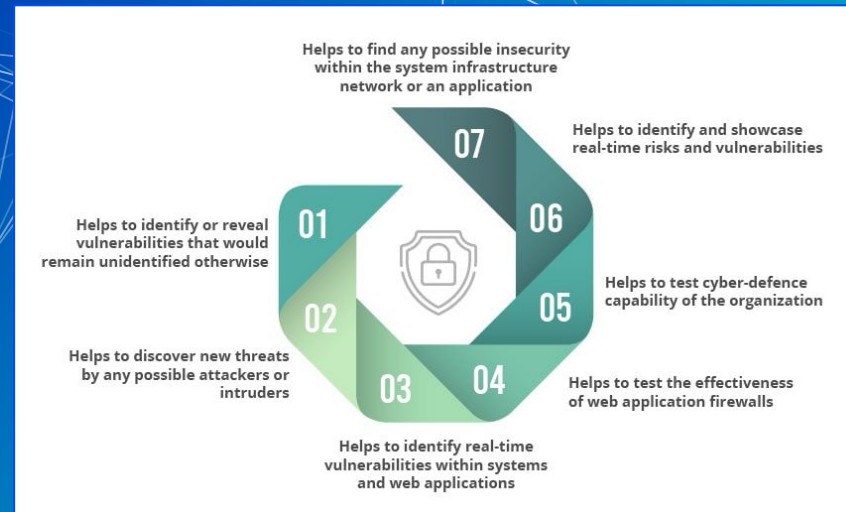 Helps to find any possible insecurity
within the system infrastructure
network or an application
07
Helps to identify and showcase
real-time risks and vulnerabilities
06
01
Helps to identify or reveal
vulnerabilities that would
remain unidentified otherwise
05
Helps to test cyber-defence
capability of the organization
02
Helps to discover new threats
by any possible attackers or
intruders
03
04
Helps to test the effectiveness
of web application firewalls
Helps to identify real-time
vulnerabilities within systems
and web applications